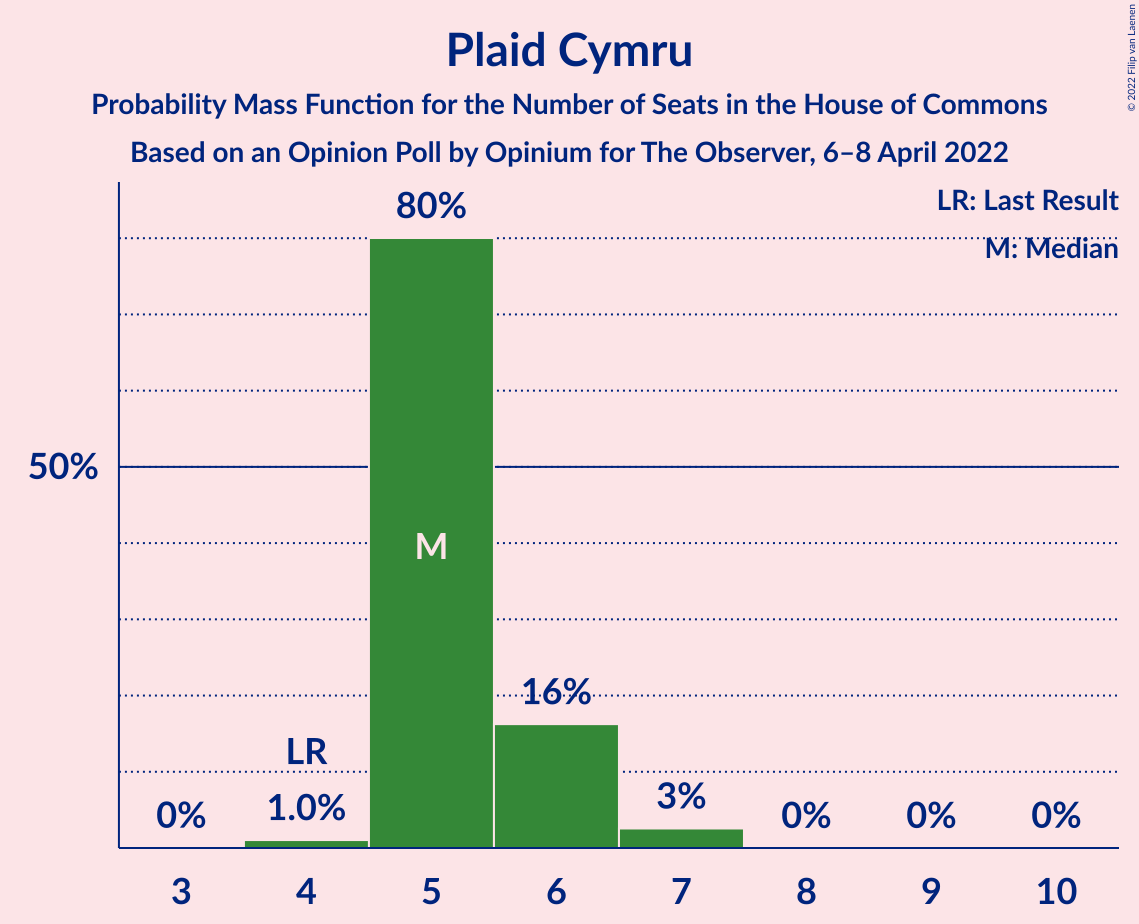 Plaid Cymru
Probability Mass Function for the Number of Seats in the House of Commons
Based on an Opinion Poll by Opinium for The Observer, 6–8 April 2022
© 2022 Filip van Laenen
LR: Last Result
M: Median
80%
50%
M
16%
LR
0%
1.0%
3%
0%
0%
0%
3 4 5 6 7 8 9 10